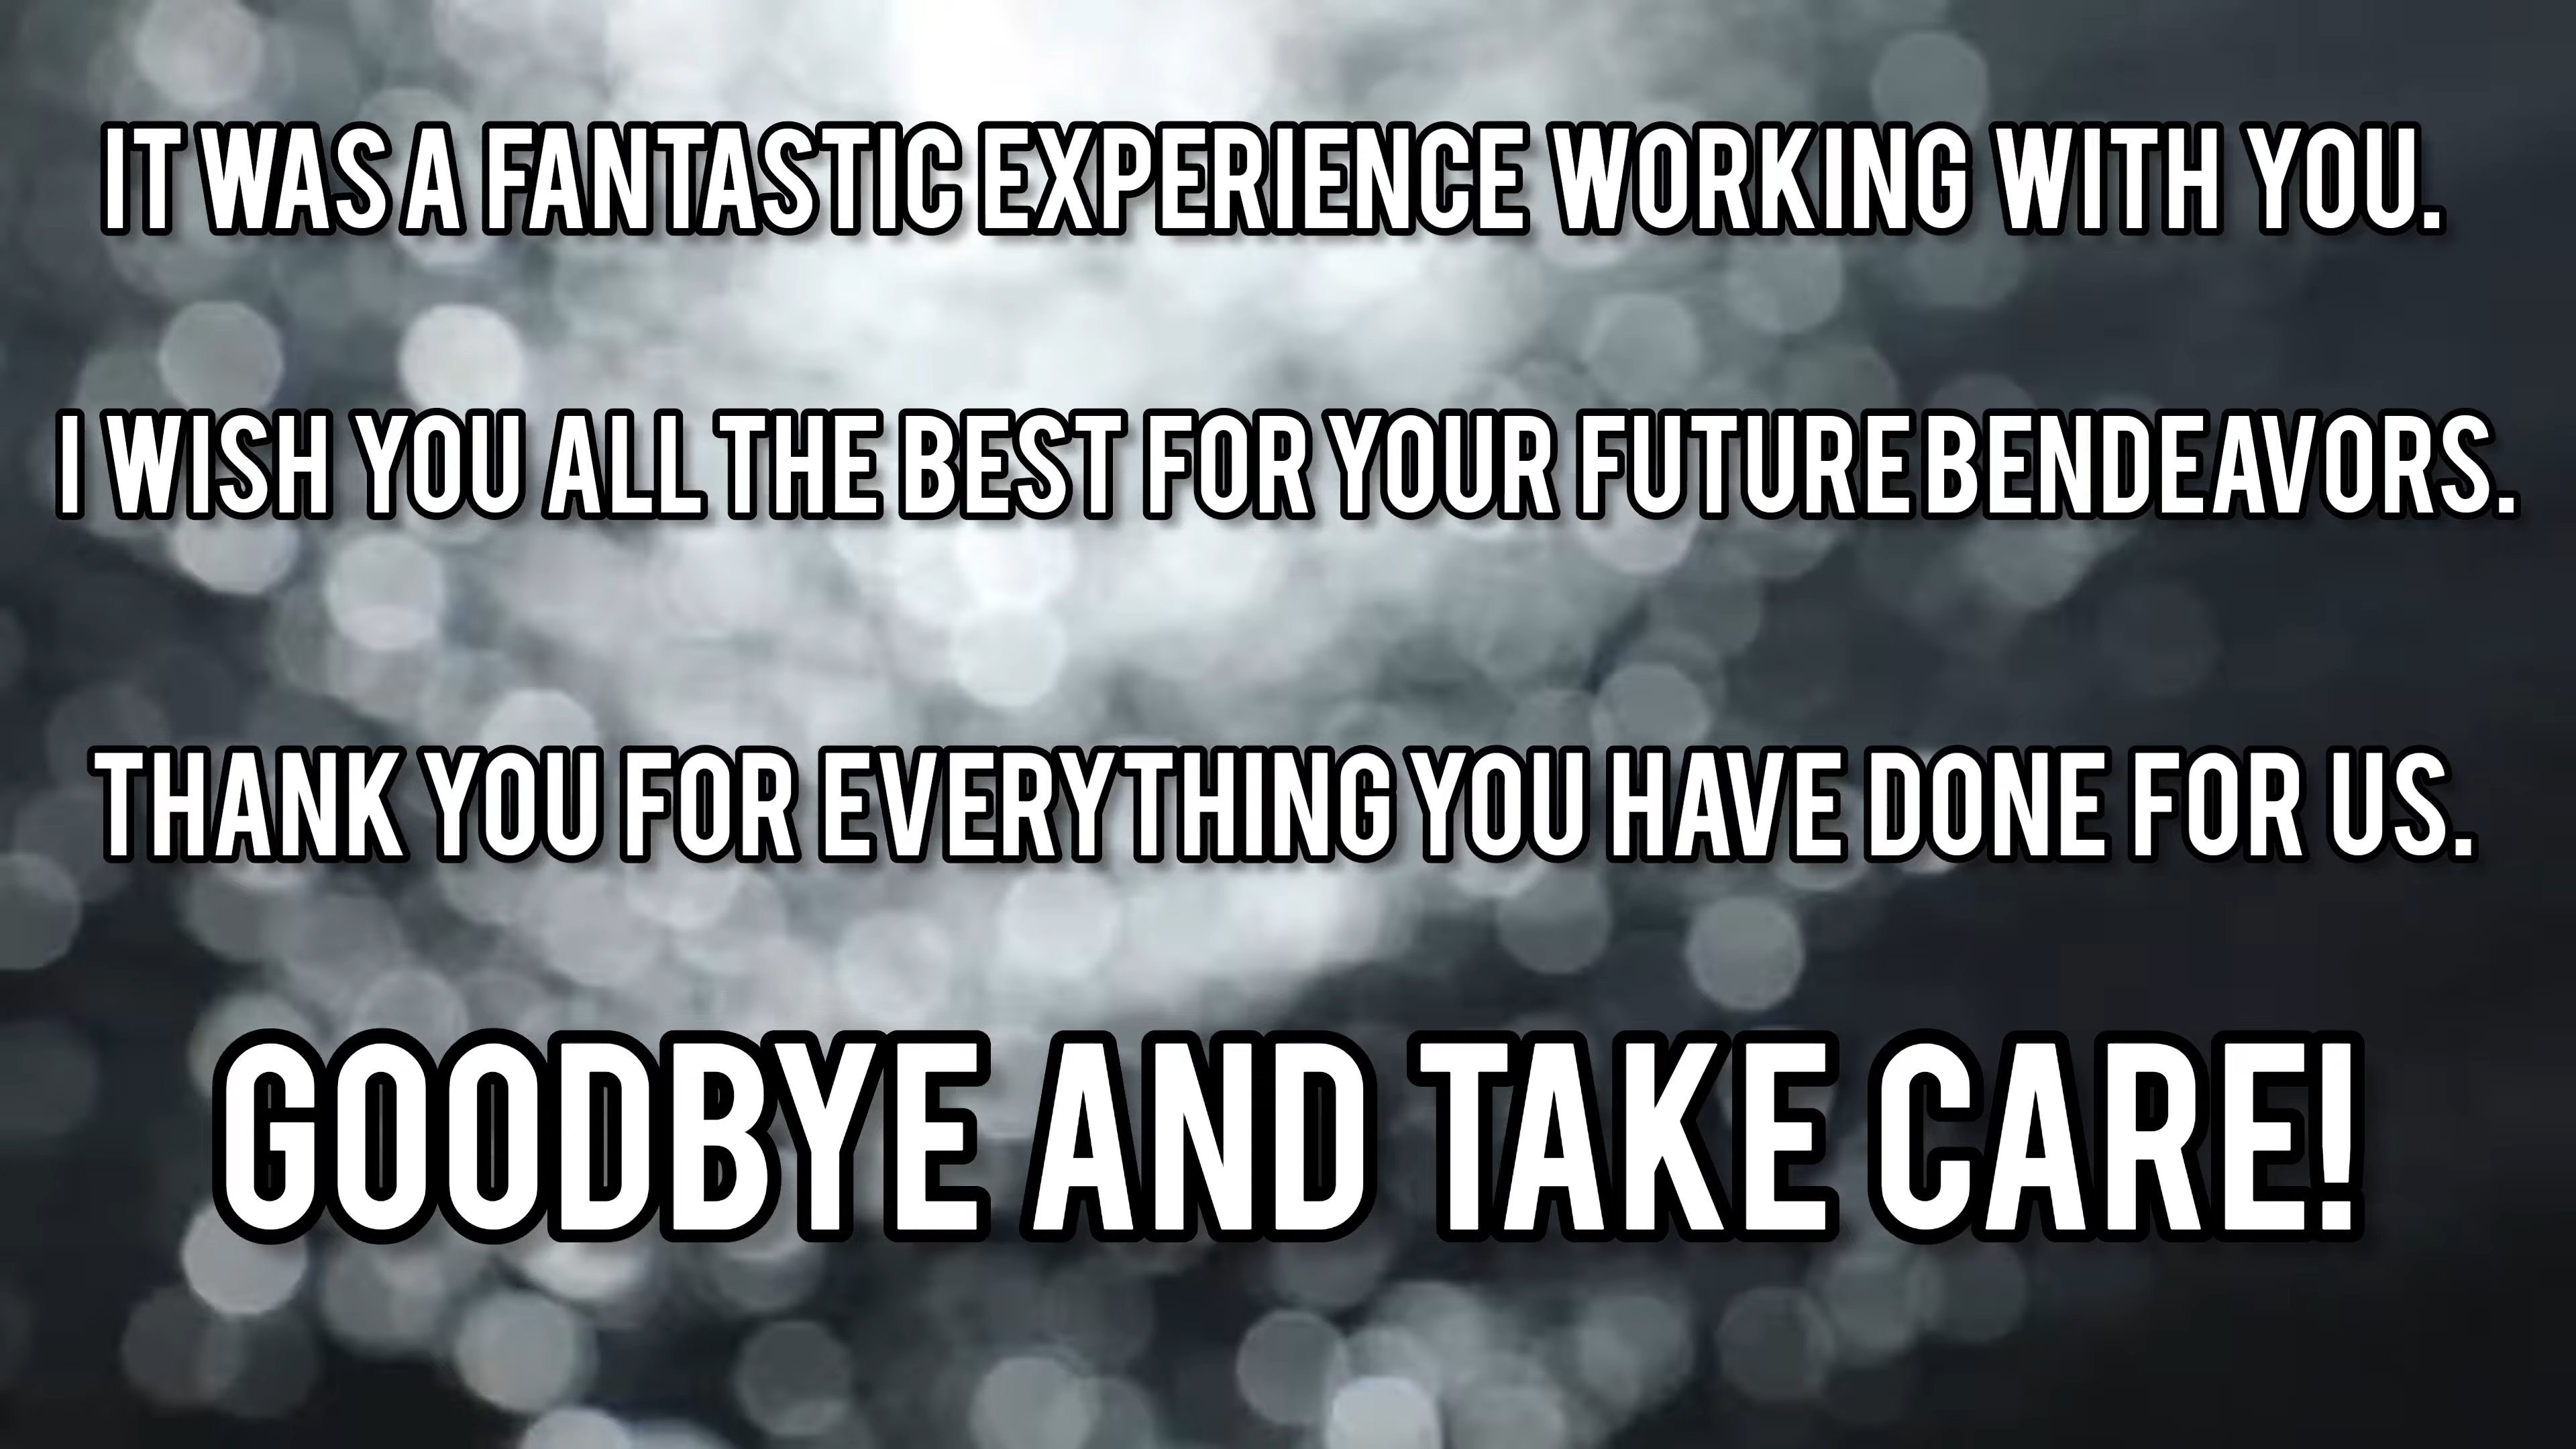 IT WAS A FANTASTIC EXPERIENCE WORKING WITH YOU.
I WISH YOU ALL THE BEST FOR YOUR FUTURE BENDEAVORS.
THANK YOU FOR EVERYTHING YOU HAVE DONE FOR US.
GOODBYE AND TAKE CARE!